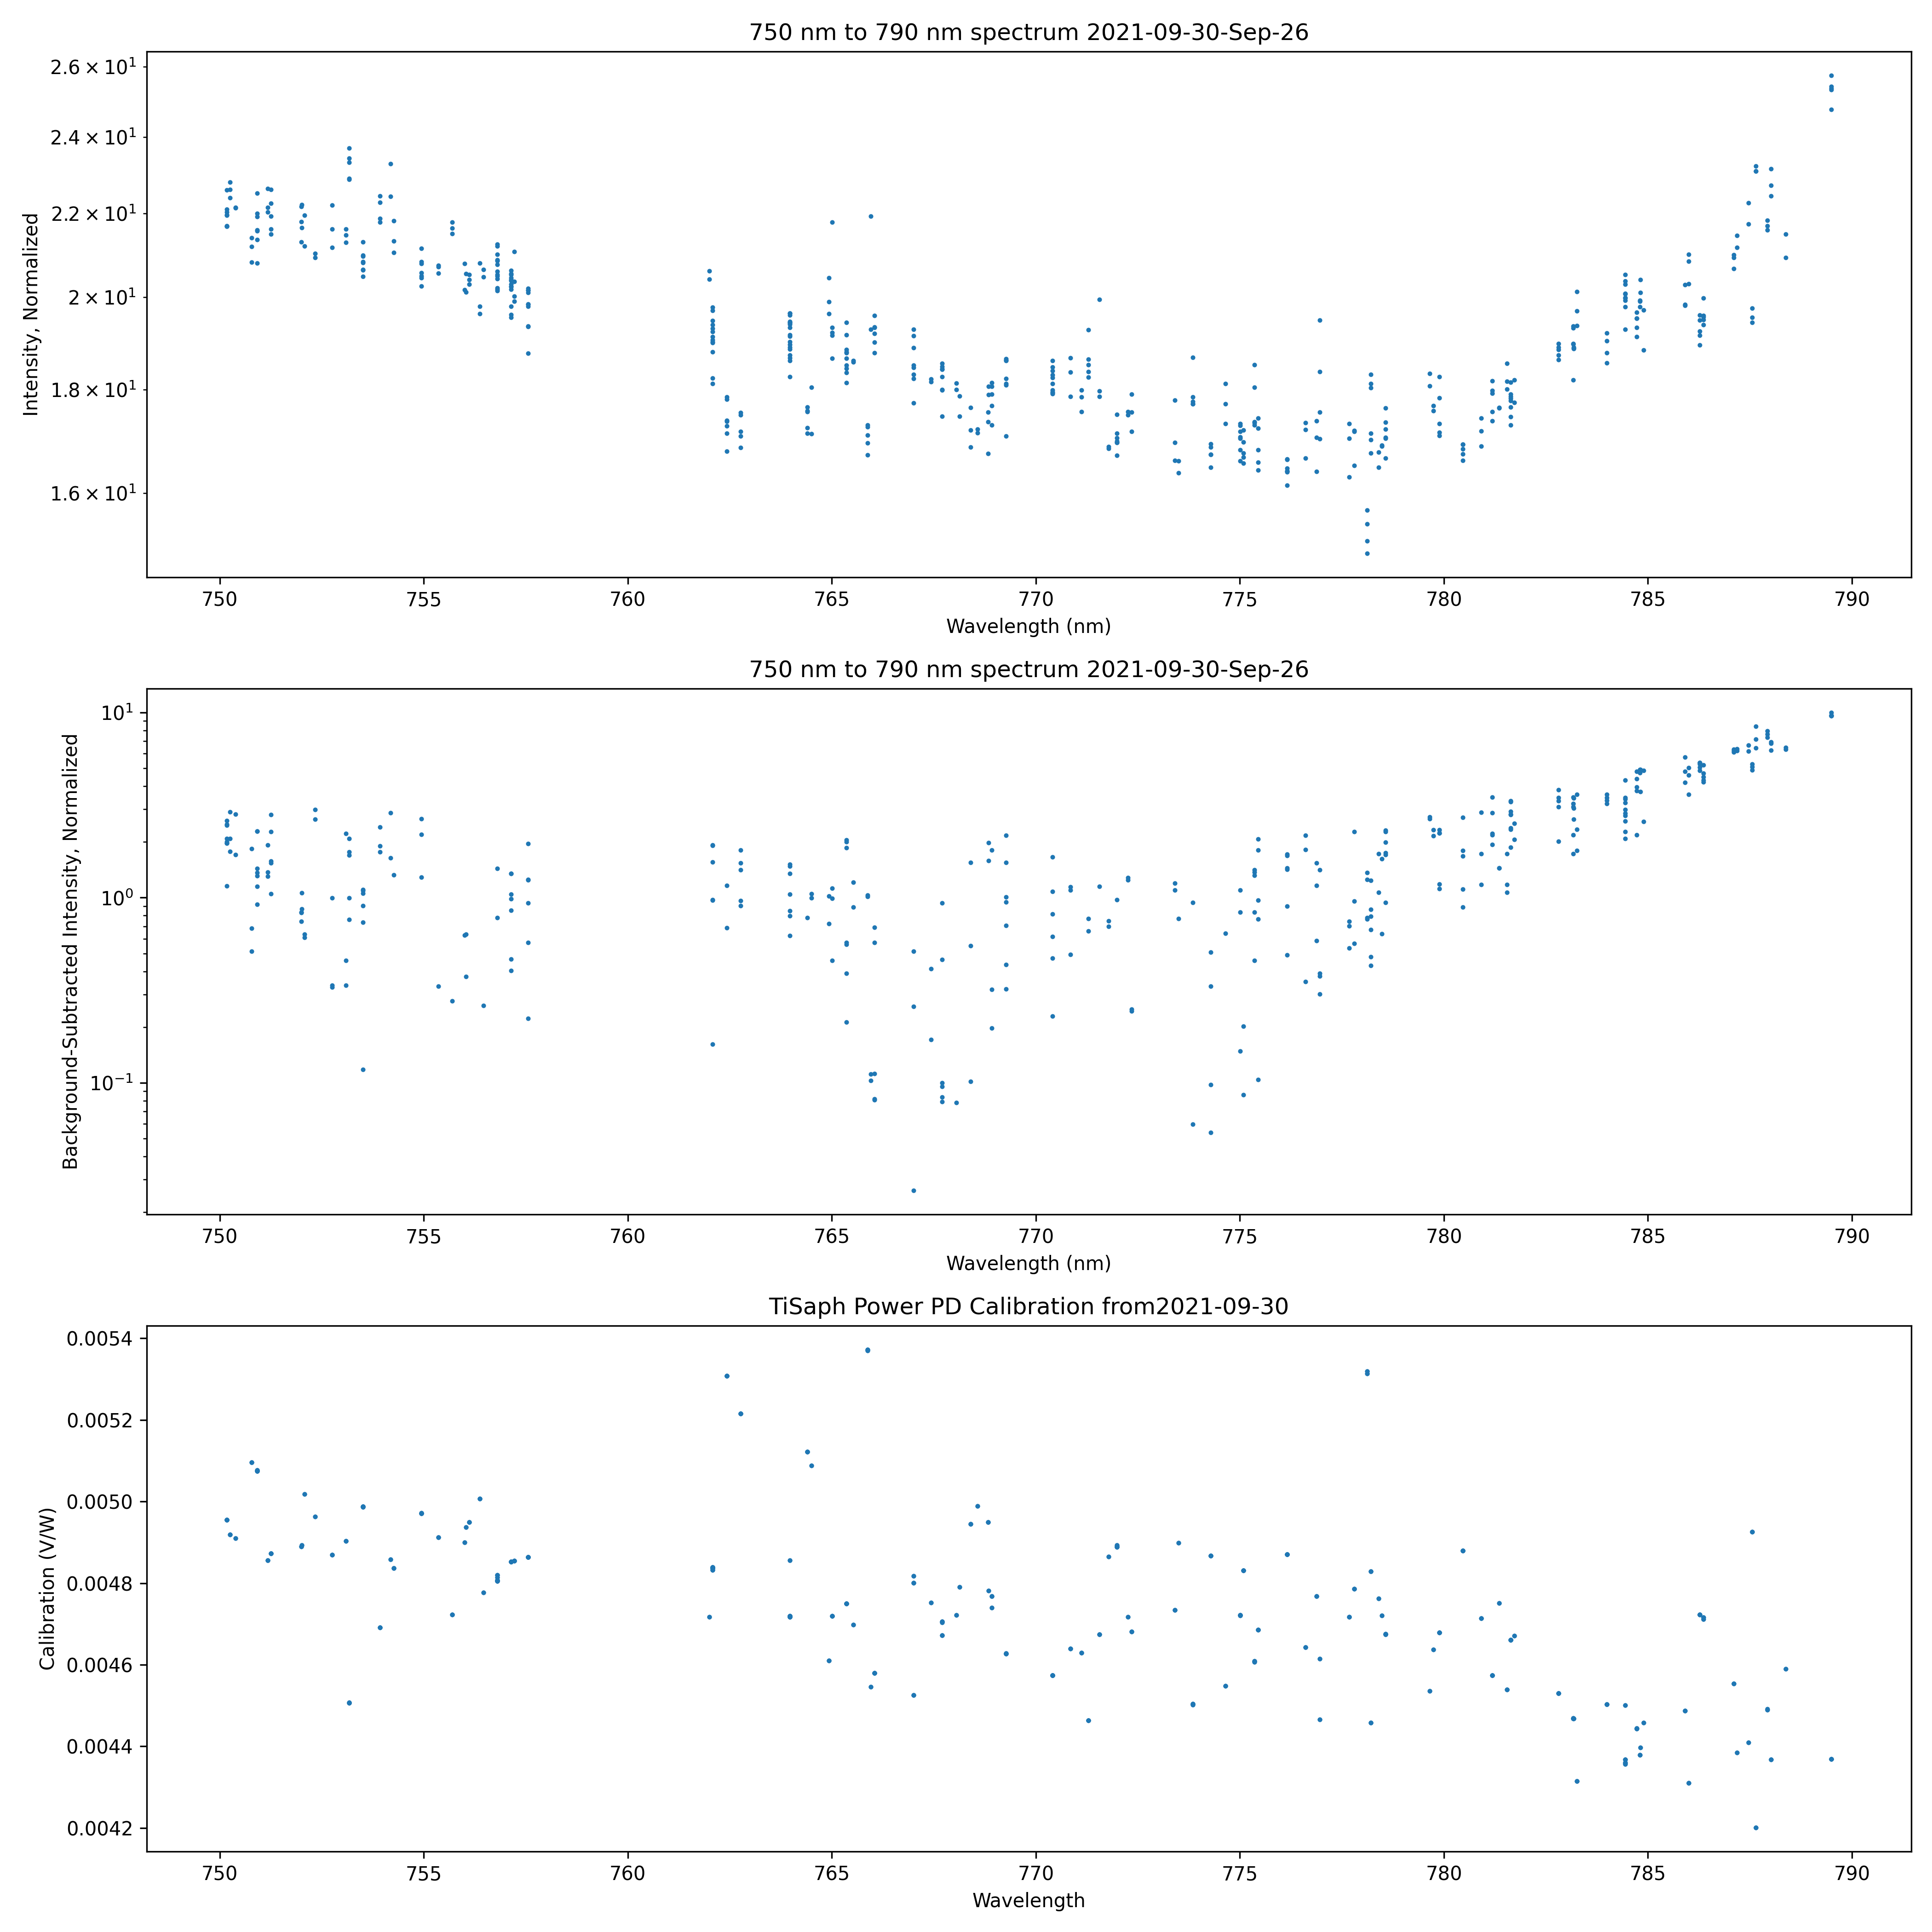 750 nm to 790 nm spectrum 2021-09-30-Sep-26
2.6 × 10¹
2.4 × 10¹
2.2 × 10¹
2 × 10¹
1.8 × 10¹
1.6 × 10¹
Intensity, Normalized
750 755 760 765 770 775 780 785 790
Wavelength (nm)
750 nm to 790 nm spectrum 2021-09-30-Sep-26
10¹
10⁰
10⁻¹
Background-Subtracted Intensity, Normalized
750 755 760 765 770 775 780 785 790
Wavelength (nm)
TiSaph Power PD Calibration from2021-09-30
0.0054
0.0052
0.0050
0.0048
0.0046
0.0044
0.0042
Calibration (V/W)
750 755 760 765 770 775 780 785 790
Wavelength